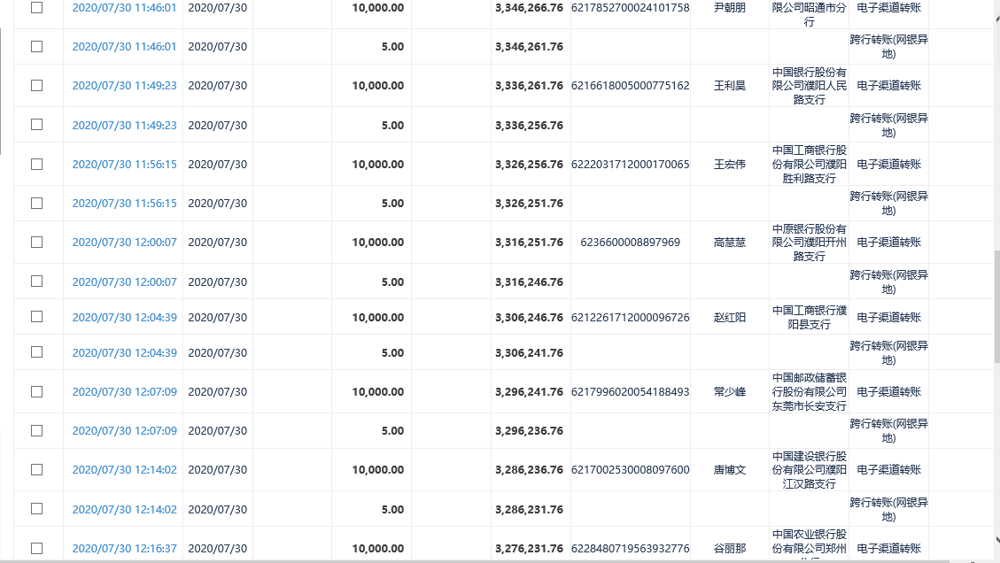 2020/07/30 11:46:01 2020/07/30 10,000.00 3,346,266.76 6217852700024101758 尹朝朋 限公司昭通市分行 电子渠道转账
2020/07/30 11:46:01 2020/07/30 5.00 3,346,261.76 跨行转账(网银异地)
2020/07/30 11:49:23 2020/07/30 10,000.00 3,336,261.76 6216618005000775162 王利昊 中国银行股份有限公司濮阳人民路支行 电子渠道转账
2020/07/30 11:49:23 2020/07/30 5.00 3,336,256.76 跨行转账(网银异地)
2020/07/30 11:56:15 2020/07/30 10,000.00 3,326,256.76 6222031712000170065 王宏伟 中国工商银行股份有限公司濮阳胜利路支行 电子渠道转账
2020/07/30 11:56:15 2020/07/30 5.00 3,326,251.76 跨行转账(网银异地)
2020/07/30 12:00:07 2020/07/30 10,000.00 3,316,251.76 6236600008897969 高慧慧 中原银行股份有限公司濮阳开州路支行 电子渠道转账
2020/07/30 12:00:07 2020/07/30 5.00 3,316,246.76 跨行转账(网银异地)
2020/07/30 12:04:39 2020/07/30 10,000.00 3,306,246.76 6212261712000096726 赵红阳 中国工商银行濮阳县支行 电子渠道转账
2020/07/30 12:04:39 2020/07/30 5.00 3,306,241.76 跨行转账(网银异地)
2020/07/30 12:07:09 2020/07/30 10,000.00 3,296,241.76 6217996020054188493 常少峰 中国邮政储蓄银行股份有限公司东莞市长安支行 电子渠道转账
2020/07/30 12:07:09 2020/07/30 5.00 3,296,236.76 跨行转账(网银异地)
2020/07/30 12:14:02 2020/07/30 10,000.00 3,286,236.76 6217002530008097600 唐博文 中国建设银行股份有限公司濮阳江汉路支行 电子渠道转账
2020/07/30 12:14:02 2020/07/30 5.00 3,286,231.76 跨行转账(网银异地)
2020/07/30 12:16:37 2020/07/30 10,000.00 3,276,231.76 6228480719563932776 谷丽那 中国农业银行股份有限公司郑州 电子渠道转账